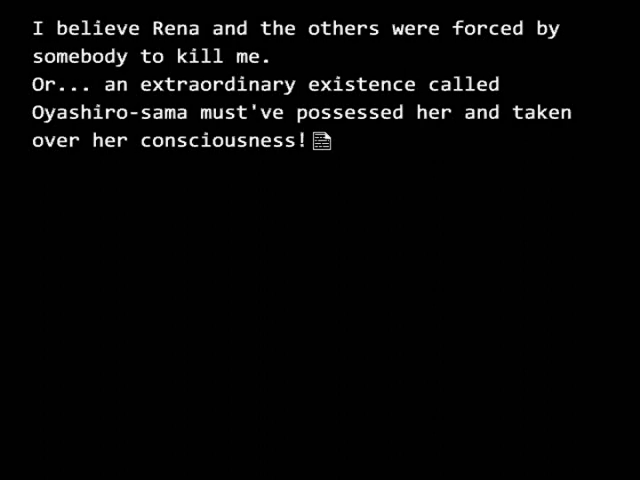 I believe Rena and the others were forced by
somebody to kill me.
Or... an extraordinary existence called
Oyashiro-sama must've possessed her and taken
over her consciousness!